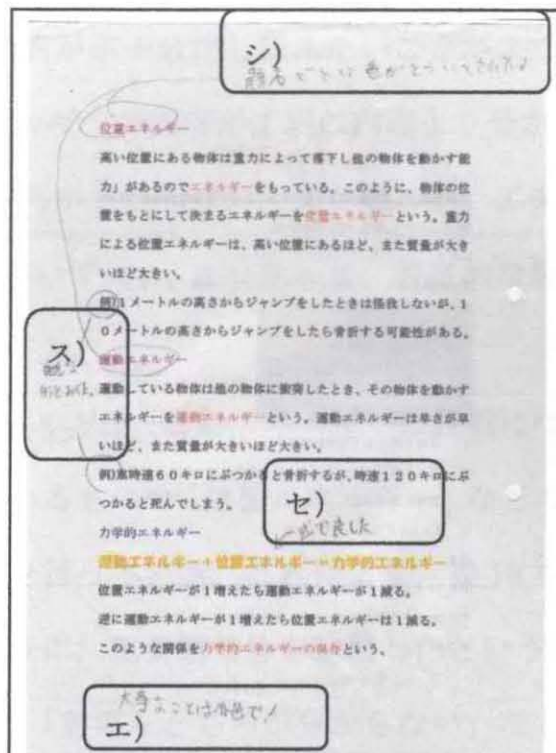 シ)
位置エネルギー
高い位置にある物体は重力によって落下し他の物体を動かす能
力」があるのでエネルギーをもっている。このように、物体の位
置をもとにして決まるエネルギーを位置エネルギーという。重力
による位置エネルギーは、高い位置にあるほど、また質量が大き
いほど大きい。
例)1メートルの高さからジャンプをしたときは怪我しないが、1
0メートルの高さからジャンプをしたら骨折する可能性がある。
ス)
運動エネルギー
運動している物体は他の物体に衝突したとき、その物体を動かす
エネルギーを運動エネルギーという。運動エネルギーは早さが早
いほど、また質量が大きいほど大きい。
例)車時速60キロにぶつかると骨折するが、時速120キロにぶ
つかると死んでしまう。
セ)
力学的エネルギー
運動エネルギー+位置エネルギー=力学的エネルギー
位置エネルギーが1増えたら運動エネルギーが1減る。
逆に運動エネルギーが1増えたら位置エネルギーは1減る。
このような関係を力学的エネルギーの保存という、
大事なことは
エ)